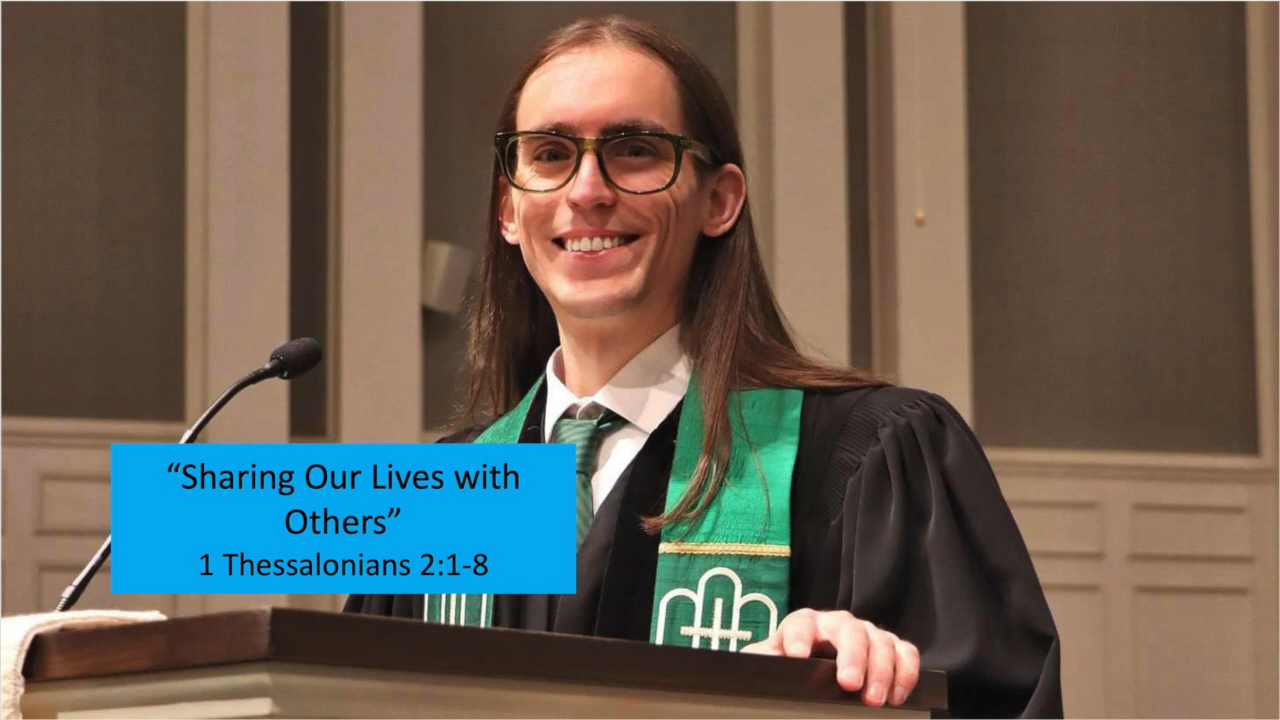 “Sharing Our Lives with
Others”
1 Thessalonians 2:1-8